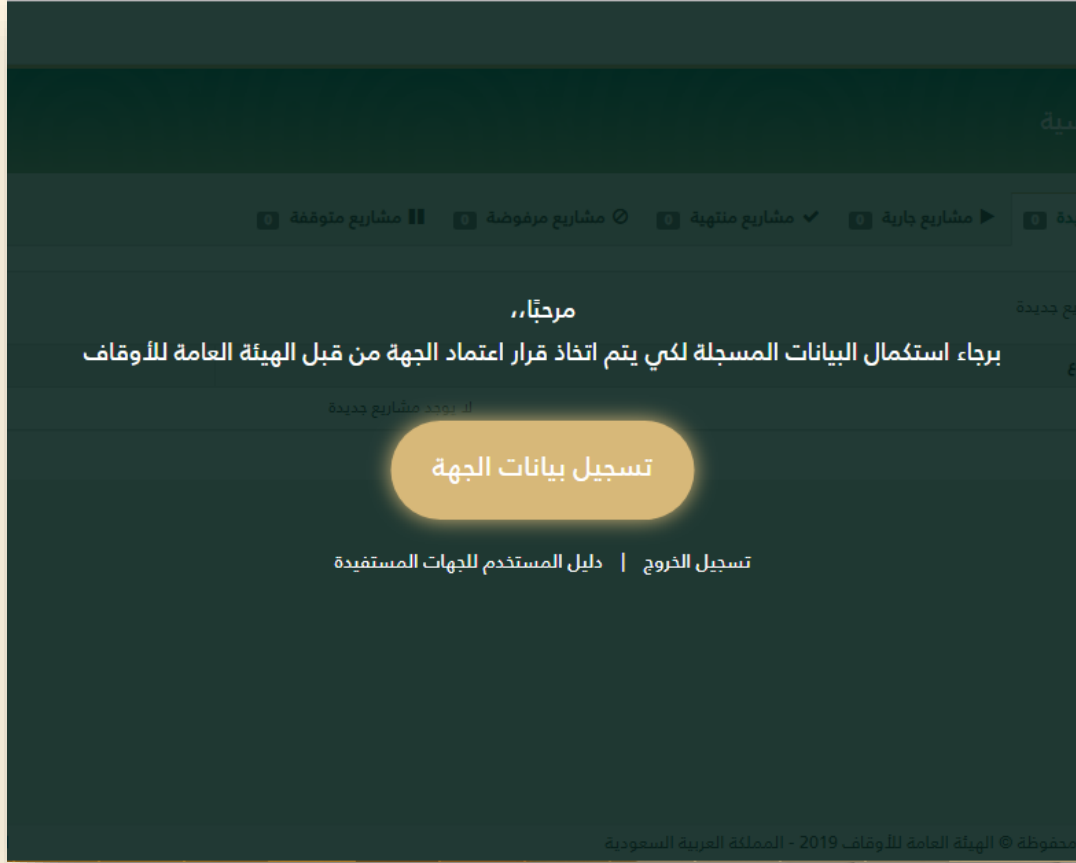 مشاريع جارية 0
مشاريع منتهية 0
مشاريع مرفوضة 0
مشاريع متوقفة 0
مرحبًا،،
برجاء استكمال البيانات المسجلة لكي يتم اتخاذ قرار اعتماد الجهة من قبل الهيئة العامة للأوقاف
لا يوجد مشاريع جديدة
تسجيل بيانات الجهة
تسجيل الخروج | دليل المستخدم للجهات المستفيدة
محفوظة © الهيئة العامة للأوقاف 2019 - المملكة العربية السعودية